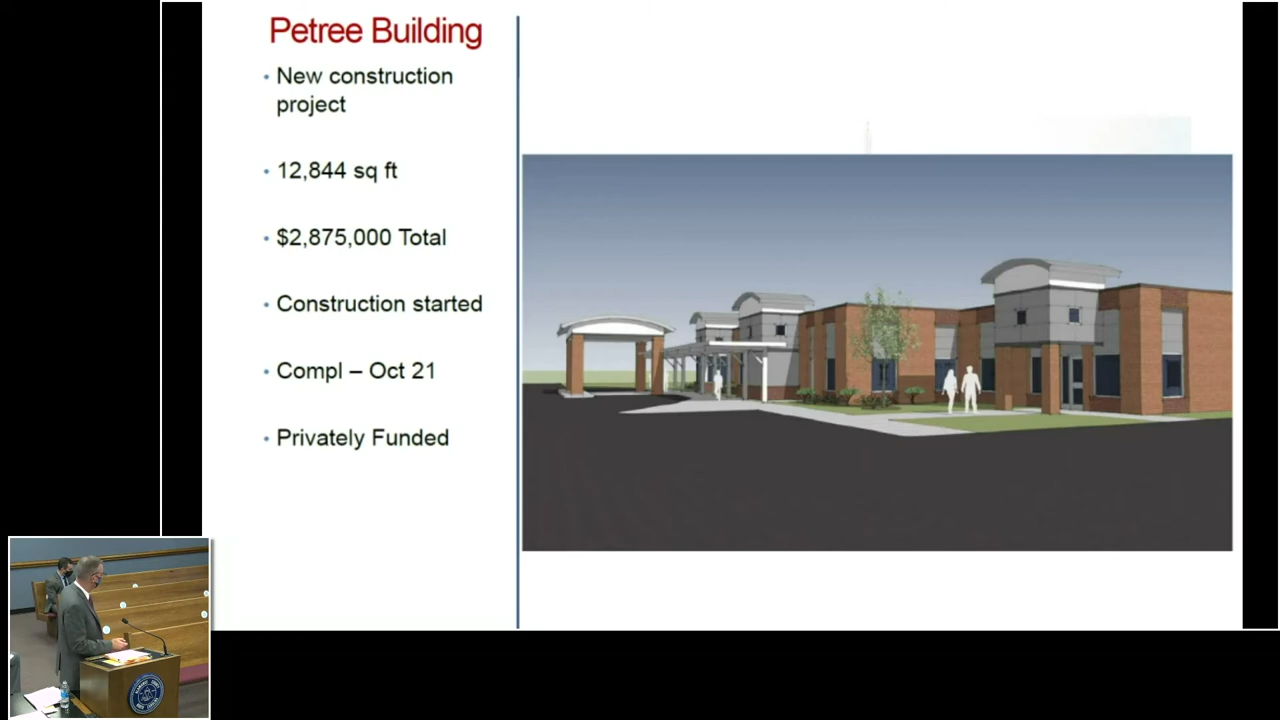 Petree Building
• New construction
project
• 12,844 sq ft
• $2,875,000 Total
• Construction started
• Compl – Oct 21
• Privately Funded